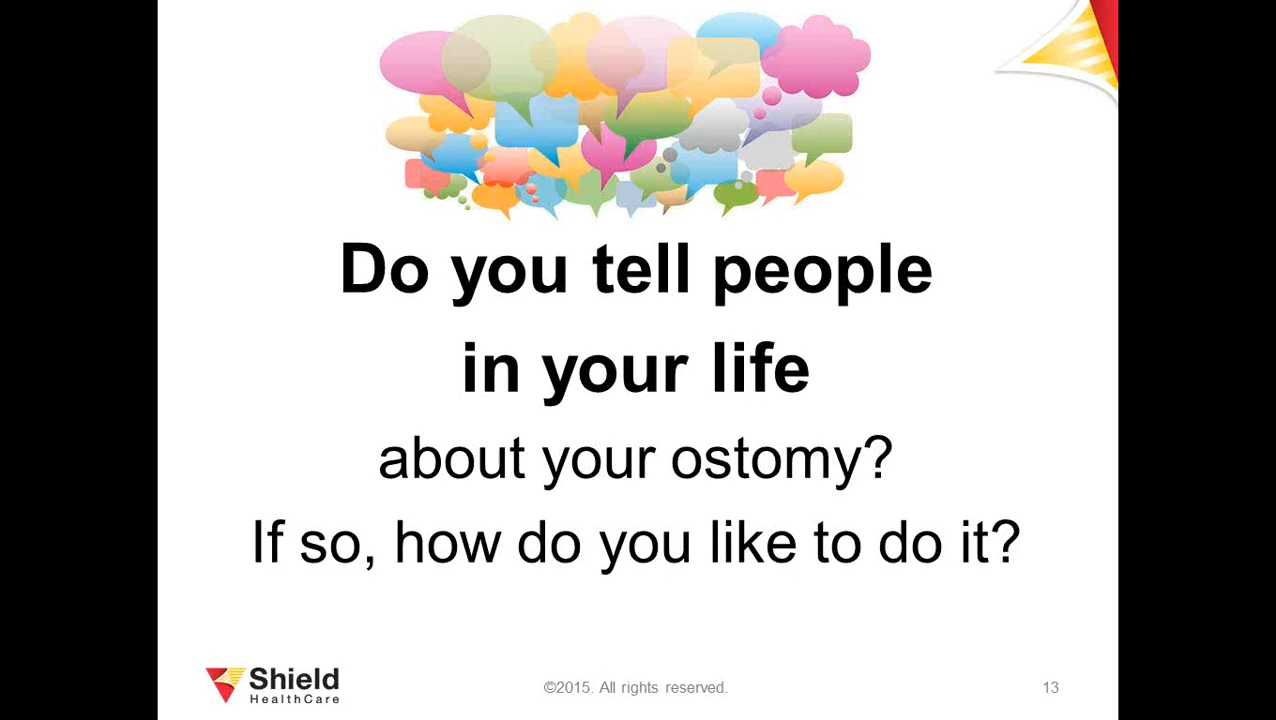 Do you tell people
in your life
about your ostomy?
If so, how do you like to do it?
Shield
HealthCare
©2015. All rights reserved.
13